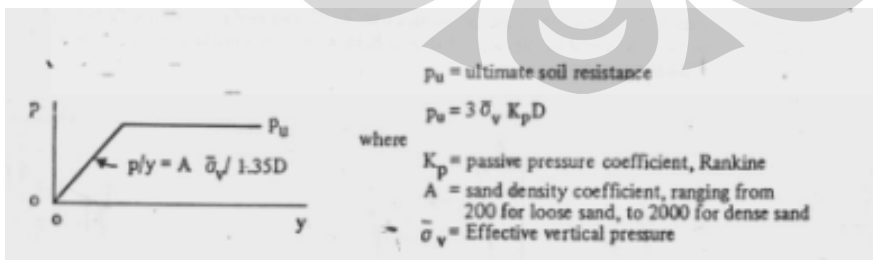 P
Pu
p/y = A σ̄v/ 1.35D
o
o
y
Pu = ultimate soil resistance
Pu = 3 σ̄v KpD
where
Kp = passive pressure coefficient, Rankine
A = sand density coefficient, ranging from
200 for loose sand, to 2000 for dense sand
σ̄v = Effective vertical pressure